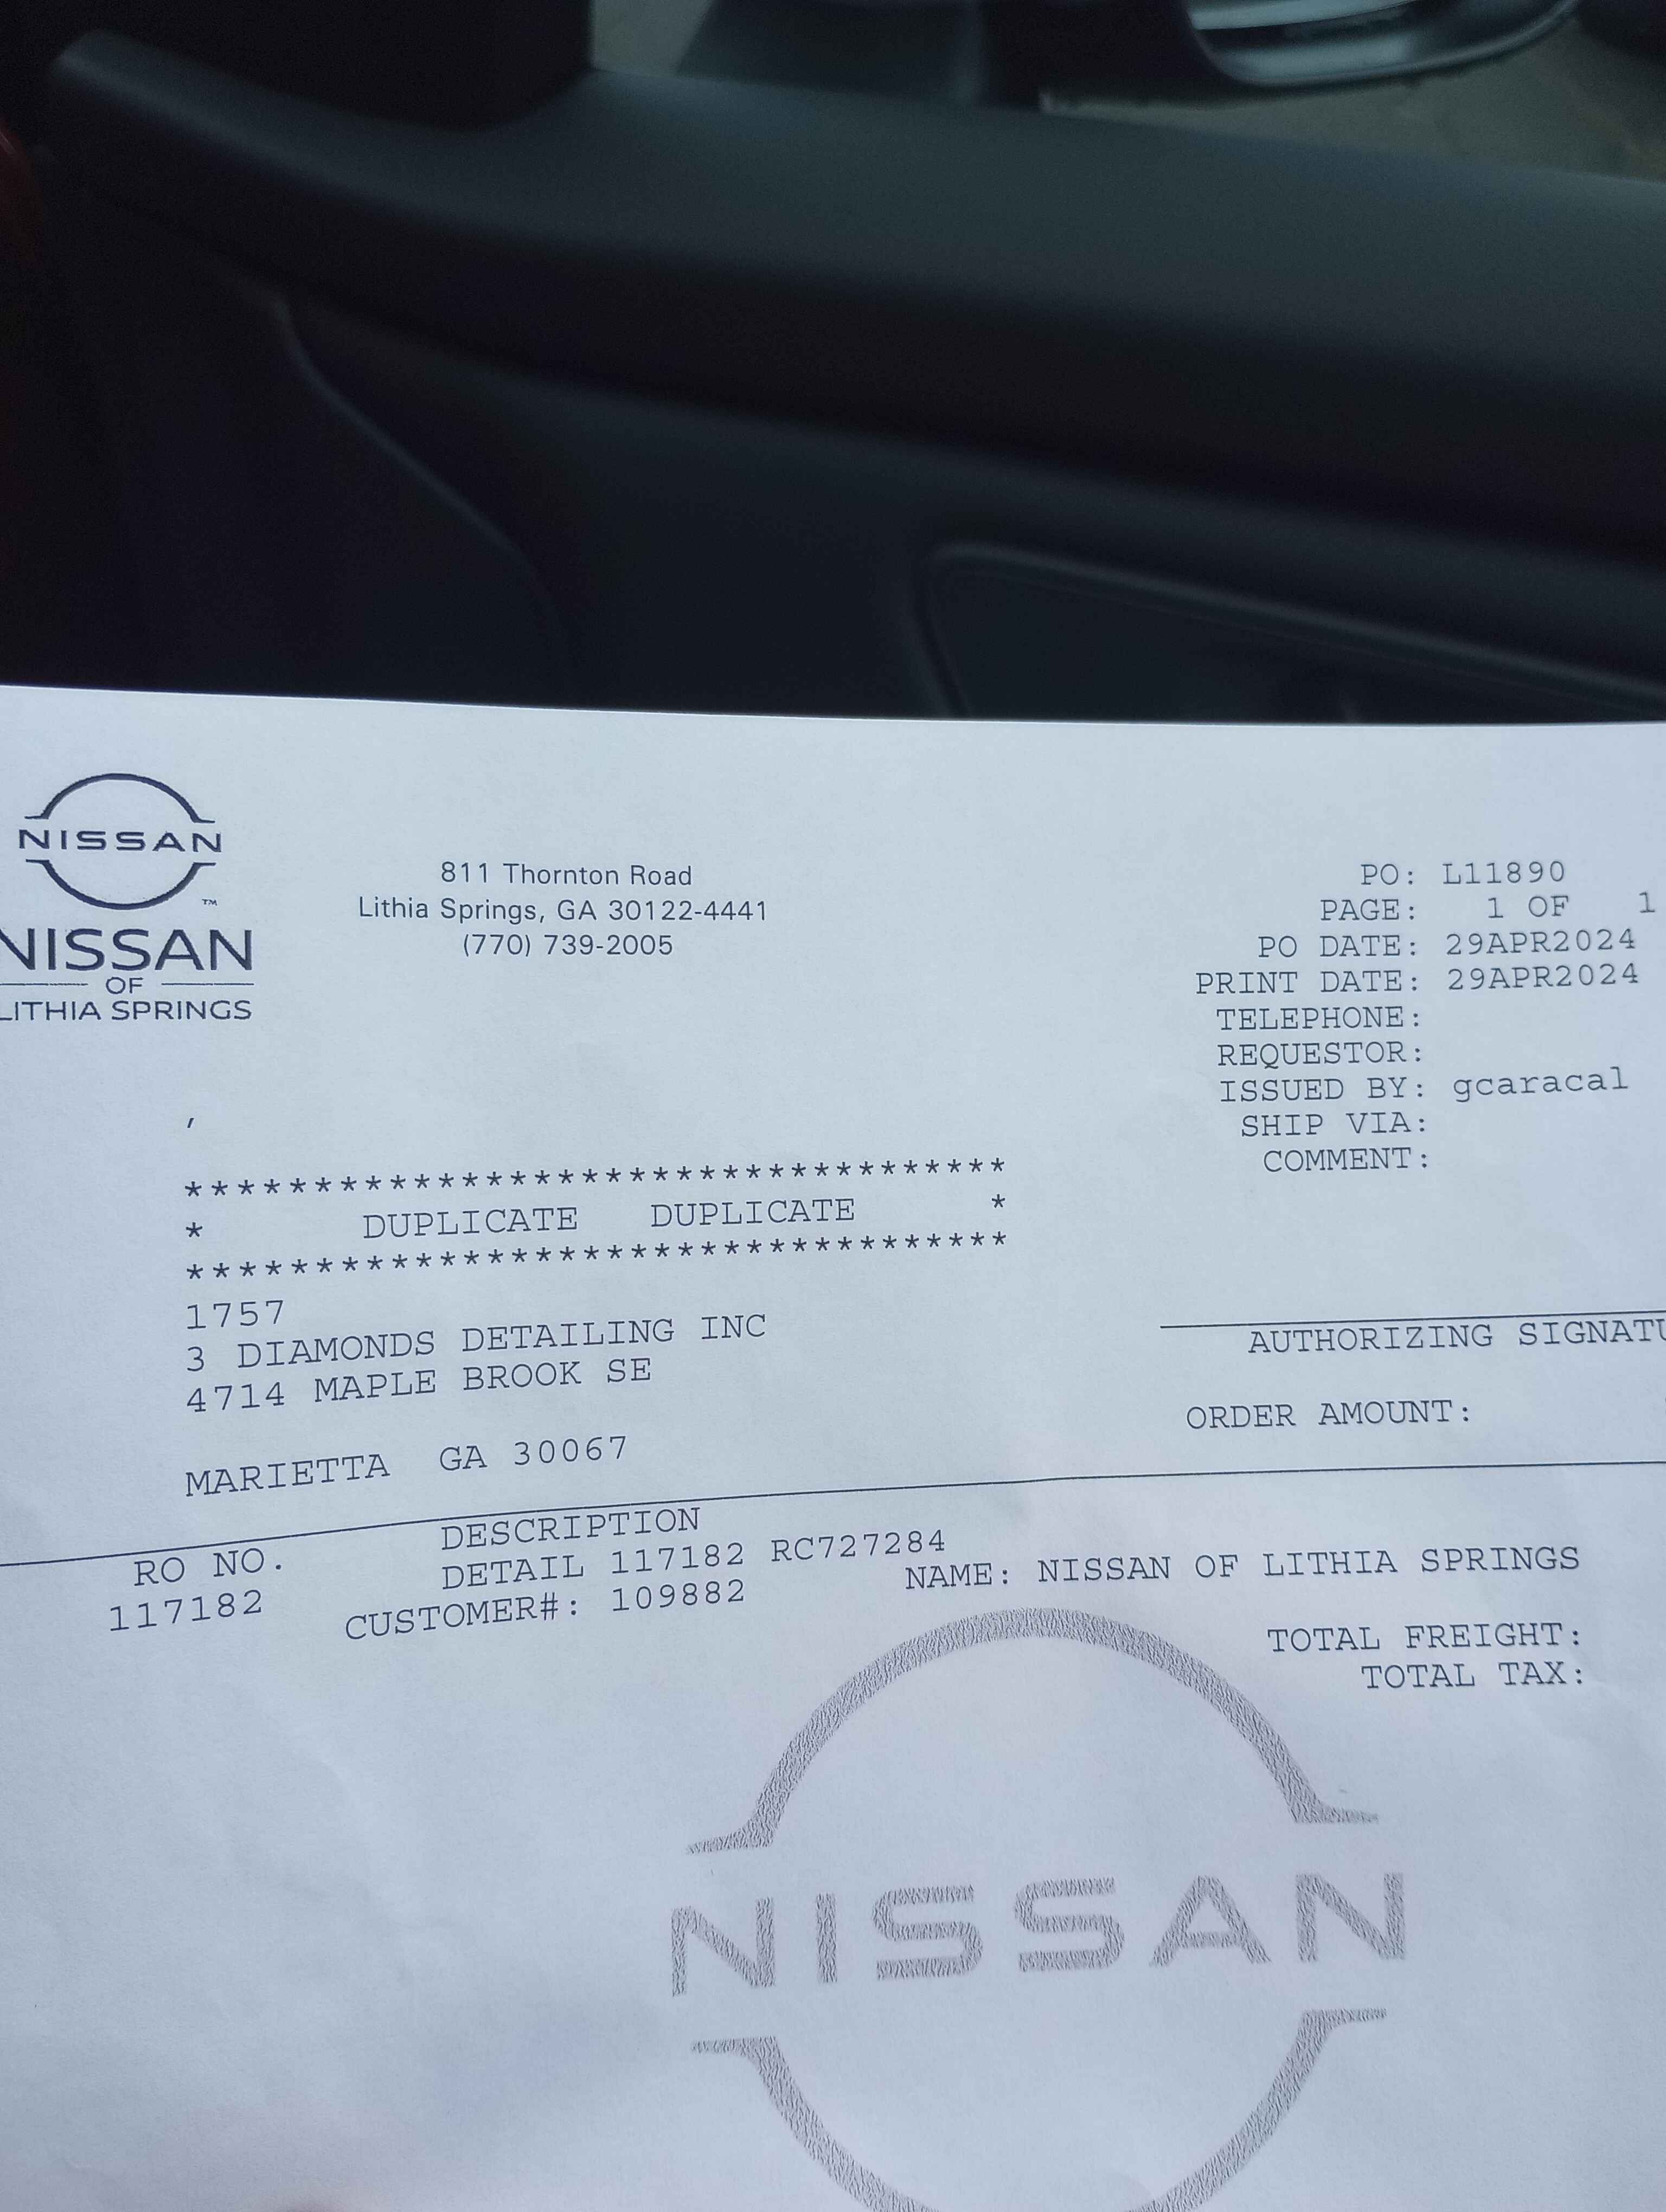 NISSAN
NISSAN
OF
LITHIA SPRINGS
811 Thornton Road
Lithia Springs, GA 30122-4441
(770) 739-2005
PO: L11890
PAGE: 1 OF 1
PO DATE: 29APR2024
PRINT DATE: 29APR2024
TELEPHONE:
REQUESTOR:
ISSUED BY: gcaracal
SHIP VIA:
COMMENT:
,
*********************************
* DUPLICATE DUPLICATE *
*********************************
1757
3 DIAMONDS DETAILING INC
4714 MAPLE BROOK SE
MARIETTA GA 30067
AUTHORIZING SIGNATU
ORDER AMOUNT:
RO NO. DESCRIPTION
117182 DETAIL 117182 RC727284
CUSTOMER#: 109882 NAME: NISSAN OF LITHIA SPRINGS
TOTAL FREIGHT:
TOTAL TAX:
NISSAN